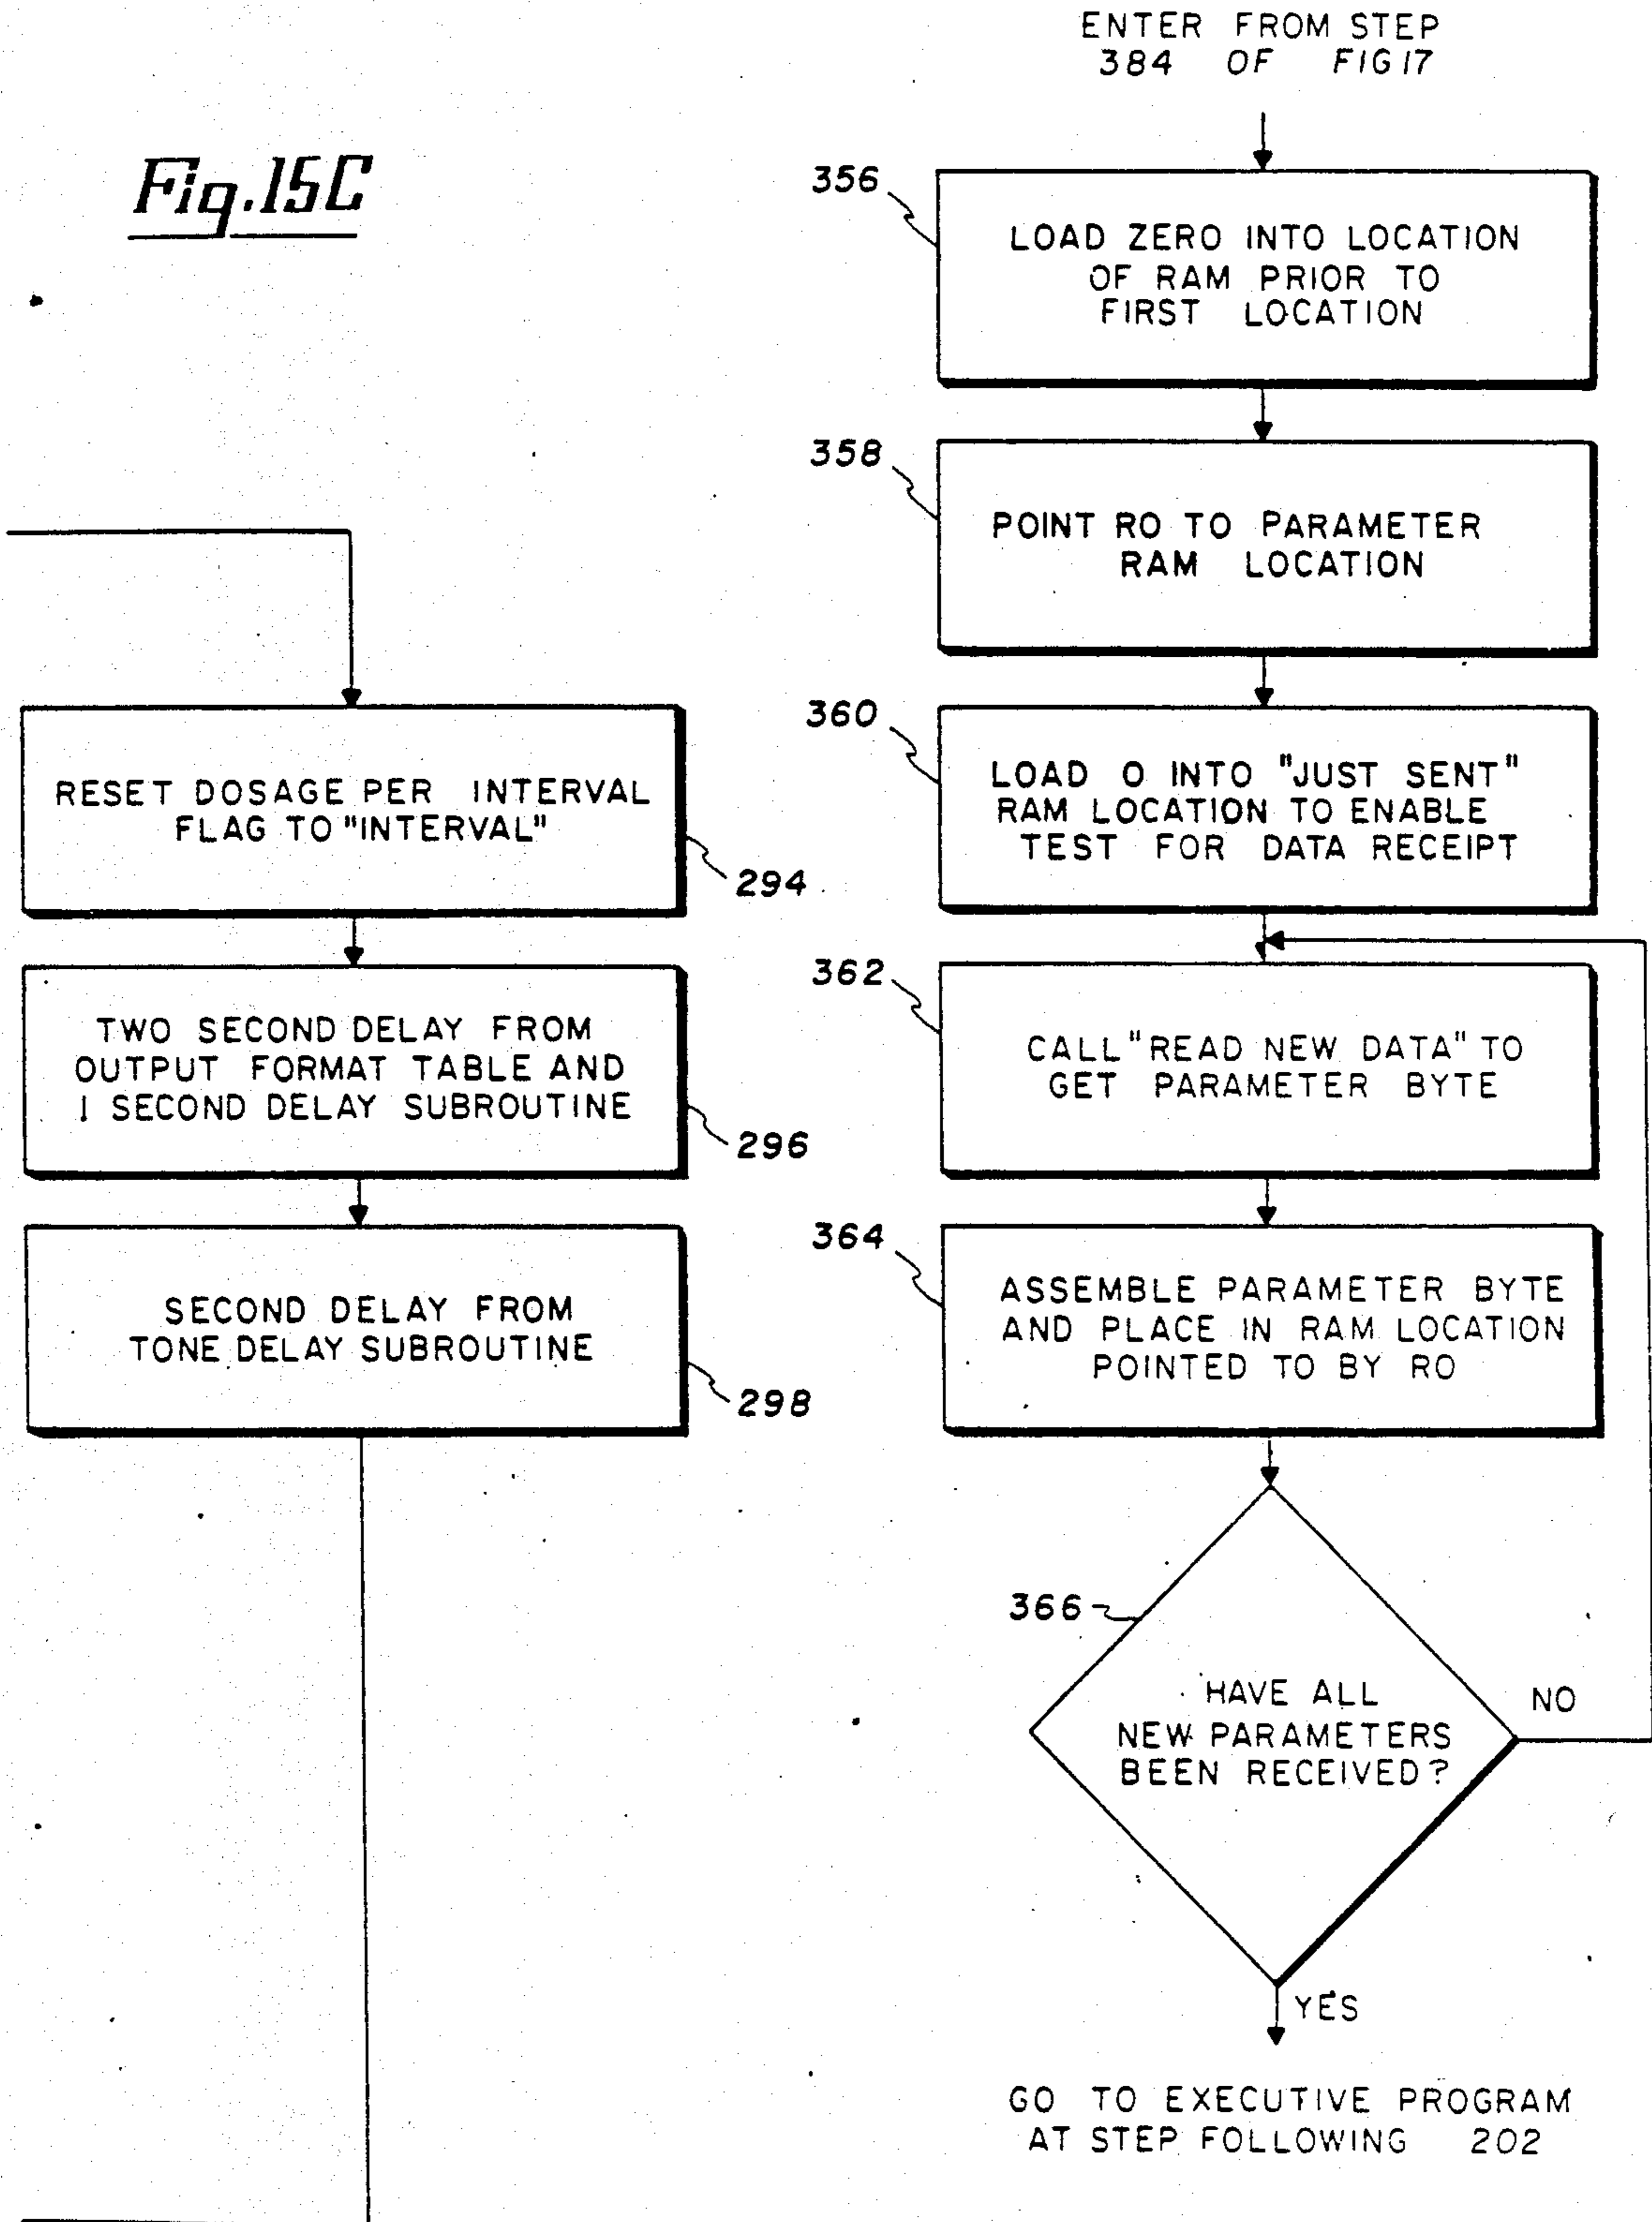 Fig.15C
RESET DOSAGE PER INTERVAL
FLAG TO "INTERVAL"
294
TWO SECOND DELAY FROM
OUTPUT FORMAT TABLE AND
1 SECOND DELAY SUBROUTINE
296
SECOND DELAY FROM
TONE DELAY SUBROUTINE
298
ENTER FROM STEP
384 OF FIG 17
356
LOAD ZERO INTO LOCATION
OF RAM PRIOR TO
FIRST LOCATION
358
POINT RO TO PARAMETER
RAM LOCATION
360
LOAD O INTO "JUST SENT"
RAM LOCATION TO ENABLE
TEST FOR DATA RECEIPT
362
CALL "READ NEW DATA" TO
GET PARAMETER BYTE
364
ASSEMBLE PARAMETER BYTE
AND PLACE IN RAM LOCATION
POINTED TO BY RO
366
HAVE ALL
NEW PARAMETERS
BEEN RECEIVED?
NO
YES
GO TO EXECUTIVE PROGRAM
AT STEP FOLLOWING 202